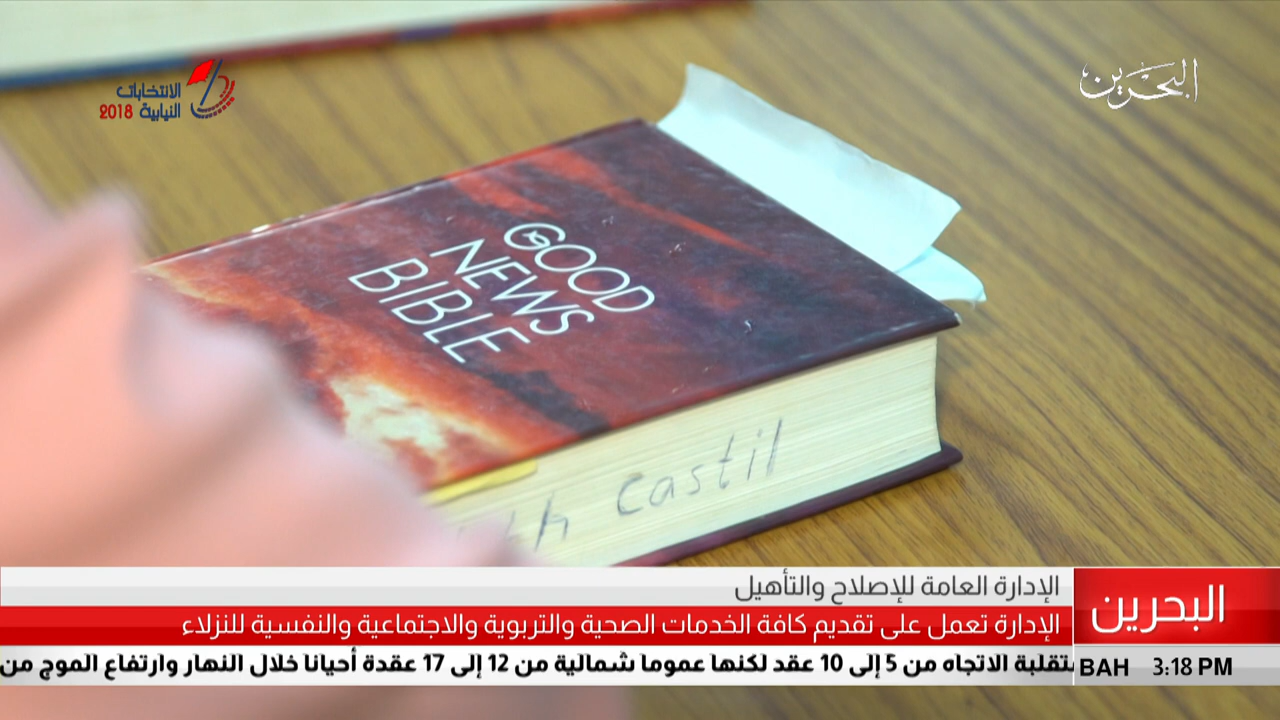 الانتخابات
النيابية 2018
البحرين
GOOD
NEWS
BIBLE
th Castil
الإدارة العامة للإصلاح والتأهيل
البحرين
الإدارة تعمل على تقديم كافة الخدمات الصحية والتربوية والاجتماعية والنفسية للنزلاء
متقلبة الاتجاه من 5 إلى 10 عقد لكنها عموما شمالية من 12 إلى 17 عقدة أحيانا خلال النهار وارتفاع الموج من
BAH 3:18 PM